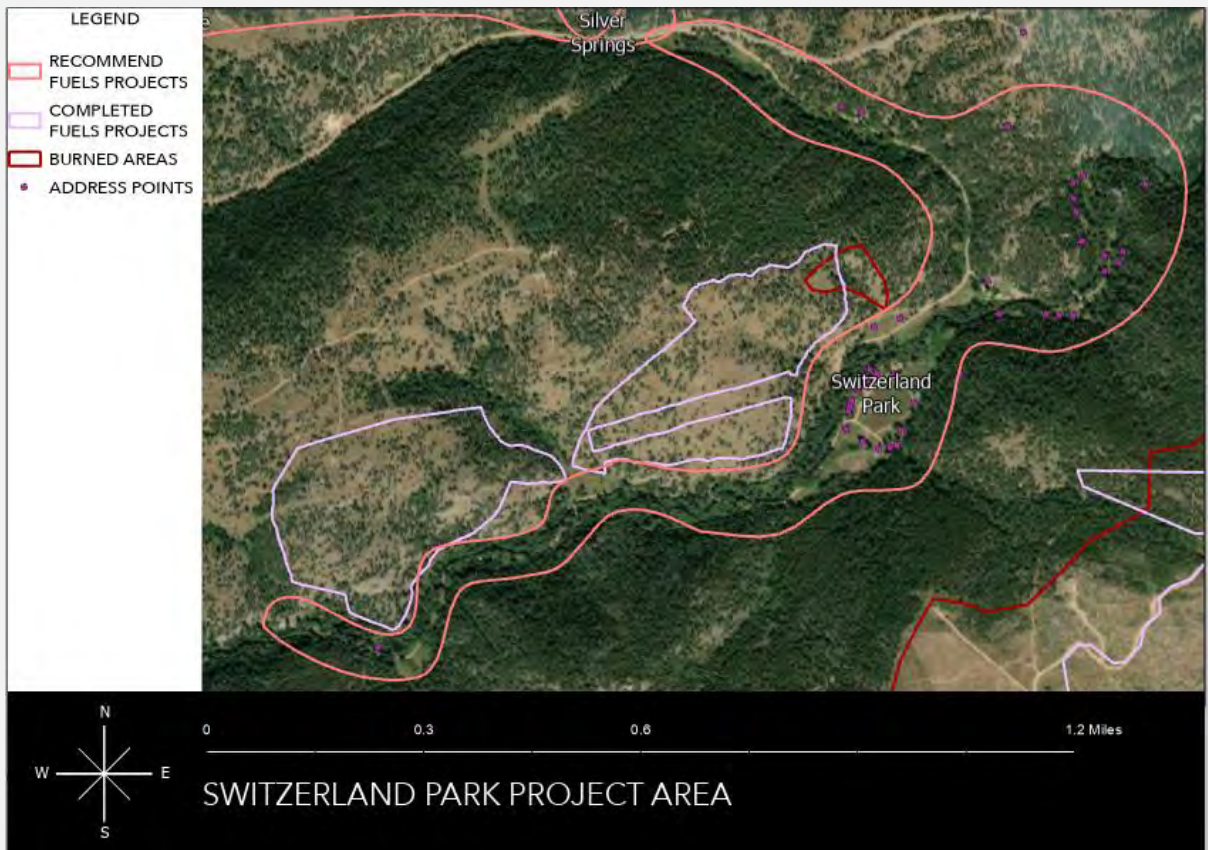 LEGEND
RECOMMEND
FUELS PROJECTS
COMPLETED
FUELS PROJECTS
BURNED AREAS
ADDRESS POINTS
e
Silver
Springs
Switzerland
Park
N
W
E
S
0
0.3
0.6
1.2 Miles
SWITZERLAND PARK PROJECT AREA